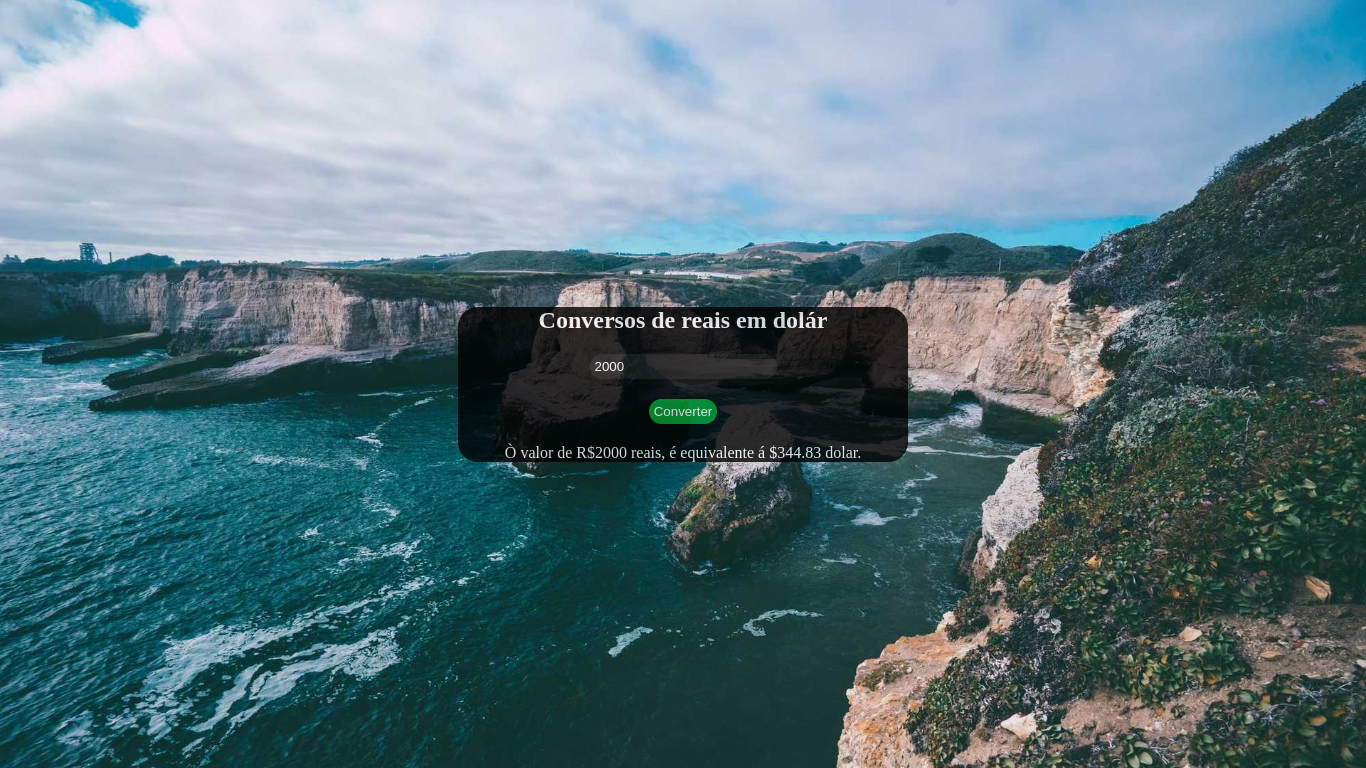 Conversos de reais em dolár
2000
Converter
Ò valor de R$2000 reais, é equivalente á $344.83 dolar.